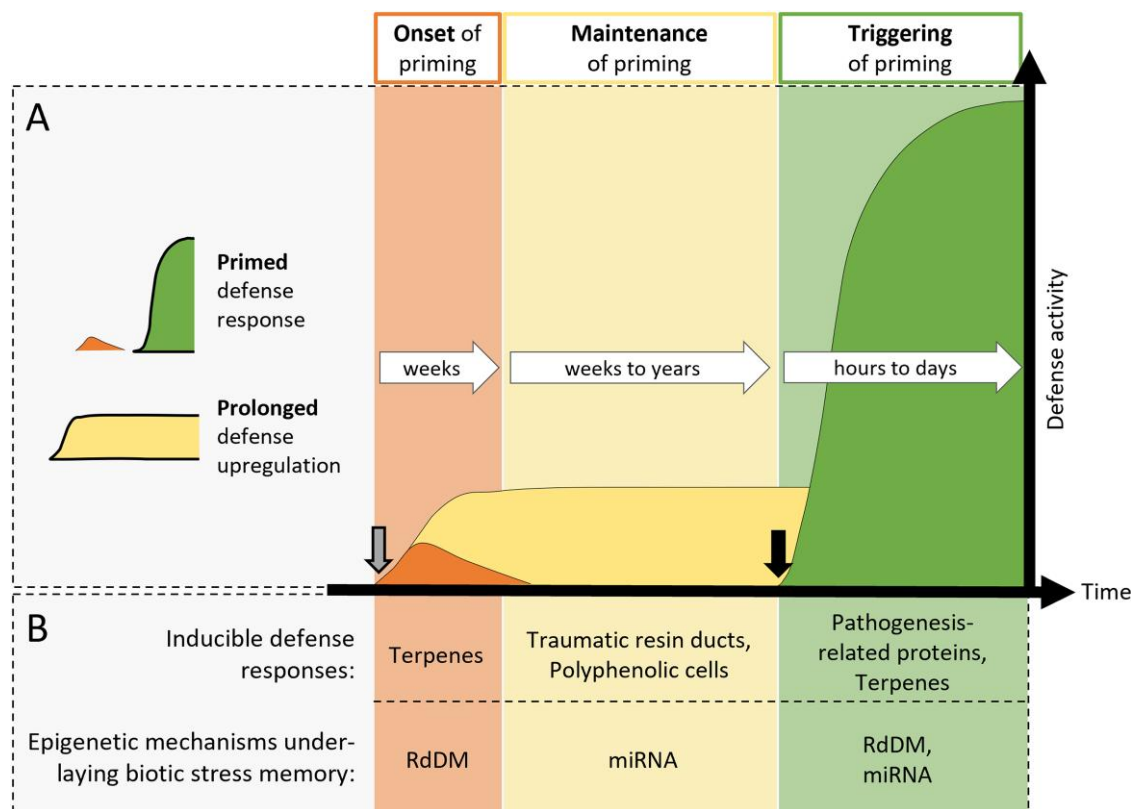 Onset of
priming
Maintenance
of priming
Triggering
of priming
A
Primed
defense
response
Prolonged
defense
upregulation
weeks
weeks to years
hours to days
Defense activity
Time
B
Inducible defense
responses:
Terpenes
Traumatic resin ducts,
Polyphenolic cells
Pathogenesis-
related proteins,
Terpenes
Epigenetic mechanisms under-
laying biotic stress memory:
RdDM
miRNA
RdDM,
miRNA